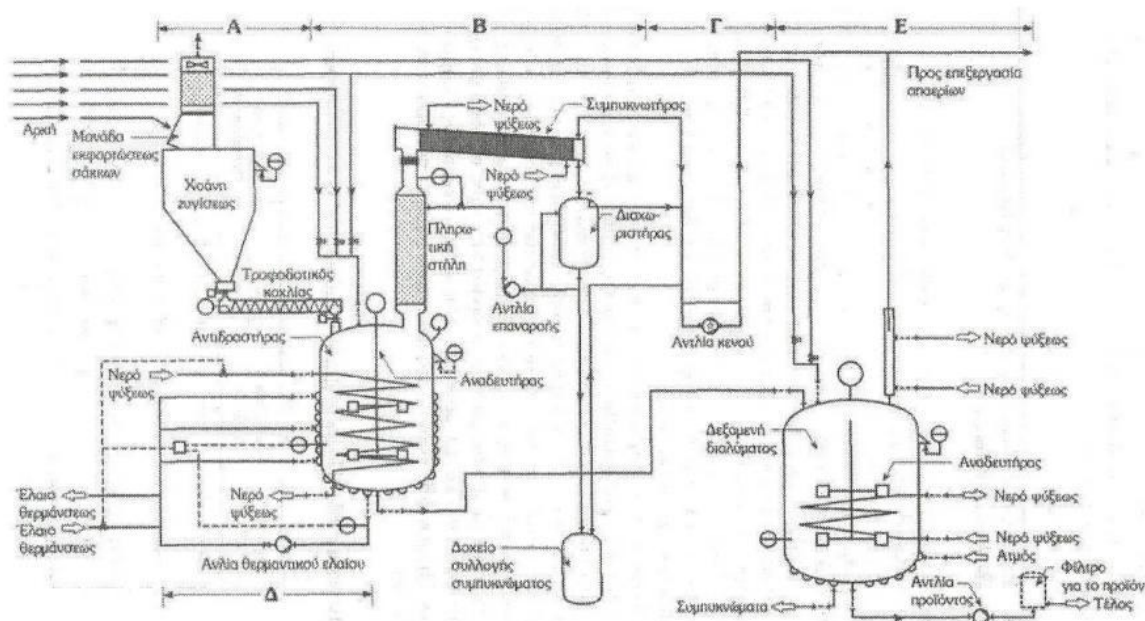 Α
Β
Γ
Ε
Αρχή
Μονάδα
εκφορτώσεως
σάκκων
Χοάνη
ζυγίσεως
Νερό
ψύξεως
Συμπυκνωτήρας
Νερό
ψύξεως
Προς επεξεργασία
απαερίων
Πληρω-
τική
στήλη
Διαχω-
ριστήρας
Τροφοδοτικός
κοχλίας
Αντλία
επαναροής
Αντλία κενού
Αντιδραστήρας
Αναδευτήρας
Νερό
ψύξεως
Νερό ψύξεως
Νερό ψύξεως
Δεξαμενή
διαλύματος
Αναδευτήρας
Έλαιο
θερμάνσεως
Έλαιο
θερμάνσεως
Νερό
ψύξεως
Νερό ψύξεως
Νερό ψύξεως
Ατμός
Ανλία θερμαντικού ελαίου
Δοχείο
συλλογής
συμπυκνώματος
Δ
Συμπυκνώματα
Αντλία
προϊόντος
Φίλτρο
για το προϊόν
Τέλος